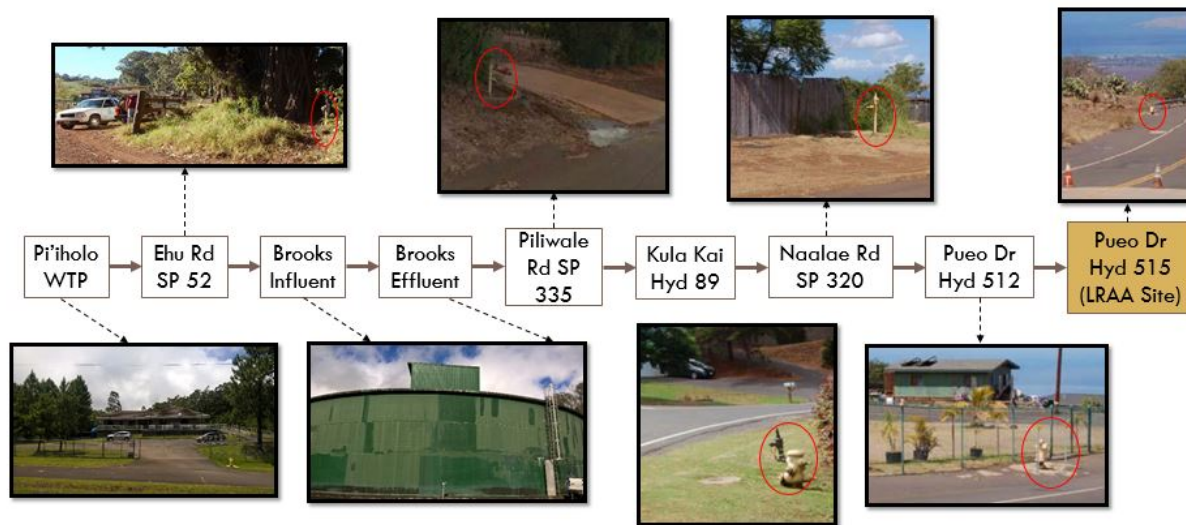 Pi'iholo
WTP
Ehu Rd
SP 52
Brooks
Influent
Brooks
Effluent
Piliwale
Rd SP
335
Kula Kai
Hyd 89
Naalae Rd
SP 320
Pueo Dr
Hyd 512
Pueo Dr
Hyd 515
(LRAA Site)